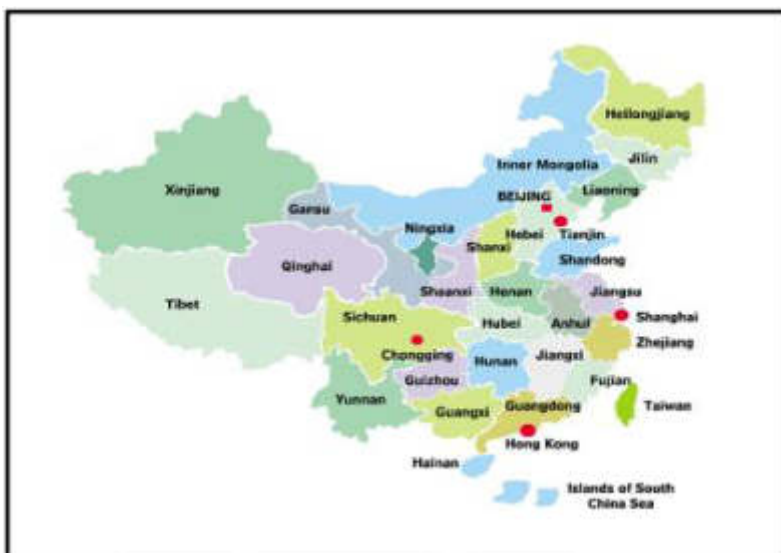 Heilongjiang
Jilin
Inner Mongolia
Xinjiang
BEIJING
Liaoning
Gansu
Ningxia
Hebei
Tianjin
Shanxi
Shandong
Qinghai
Shaanxi
Henan
Jiangsu
Tibet
Sichuan
Hubei
Anhui
Shanghai
Chongging
Hunan
Jiangxi
Zhejiang
Guizhou
Fujian
Yunnan
Guangxi
Guangdong
Taiwan
Hong Kong
Hainan
Islands of South
China Sea